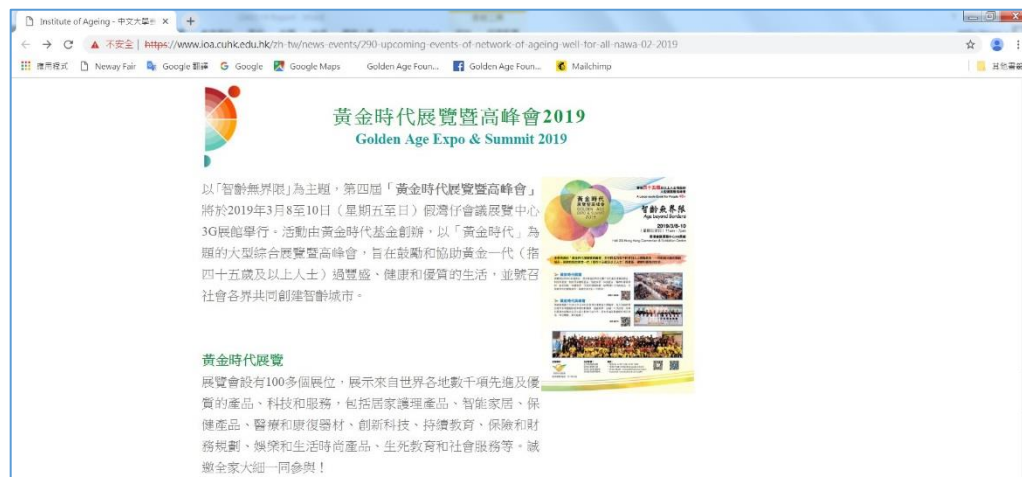 Institute of Ageing - 中文大學
不安全 | https://www.ioa.cuhk.edu.hk/zh-tw/news-events/290-upcoming-events-of-network-of-ageing-well-for-all-nawa-02-2019
應用程式 Neway Fair Google 翻譯 Google Google Maps Golden Age Foun... Golden Age Foun... Mailchimp 其他書籤
黃金時代展覽暨高峰會2019
Golden Age Expo & Summit 2019
以「智齡無界限」為主題，第四屆「黃金時代展覽暨高峰會」
將於2019年3月8至10日（星期五至日）假灣仔會議展覽中心
3G展館舉行。活動由黃金時代基金創辦，以「黃金時代」為
題的大型綜合展覽暨高峰會，旨在鼓勵和協助黃金一代（指
四十五歲及以上人士）過豐盛、健康和優質的生活，並號召
社會各界共同創建智齡城市。
黃金時代
展覽暨高峰會
智齡無界限
Age Beyond Borders
2019/3/8-10
黃金時代展覽
展覽會設有100多個展位，展示來自世界各地數千項先進及優
質的產品、科技和服務，包括居家護理產品、智能家居、保
健產品、醫療和康復器材、創新科技、持續教育、保險和財
務規劃、娛樂和生活時尚產品、生死教育和社會服務等。誠
邀全家大細一同參與！